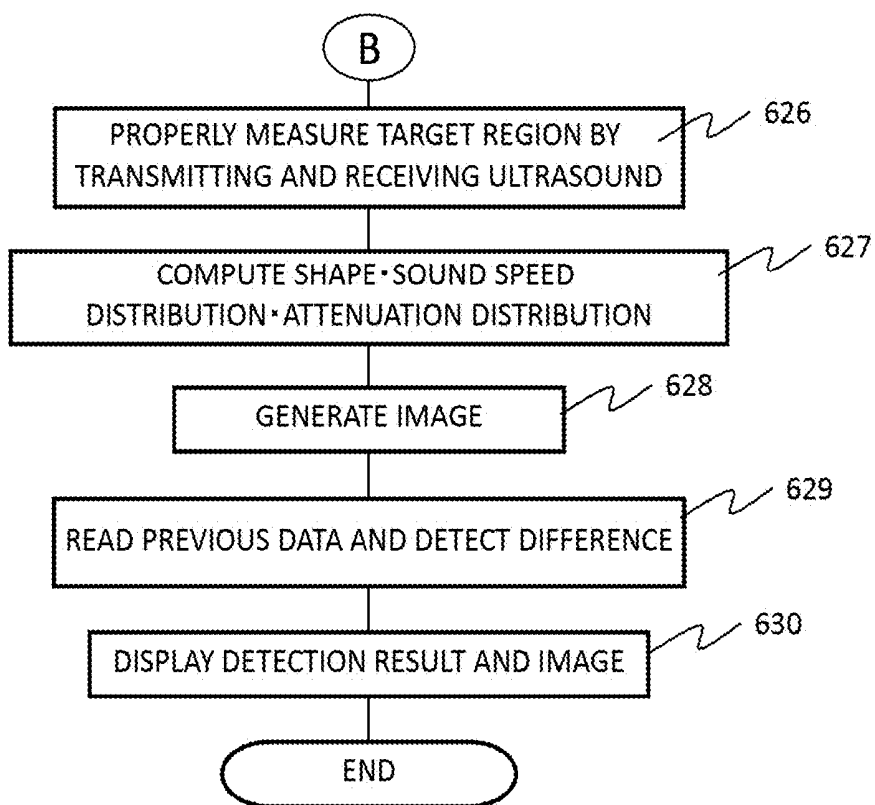 B
PROPERLY MEASURE TARGET REGION BY
TRANSMITTING AND RECEIVING ULTRASOUND
626
COMPUTE SHAPE・SOUND SPEED
DISTRIBUTION・ATTENUATION DISTRIBUTION
627
GENERATE IMAGE
628
READ PREVIOUS DATA AND DETECT DIFFERENCE
629
DISPLAY DETECTION RESULT AND IMAGE
630
END